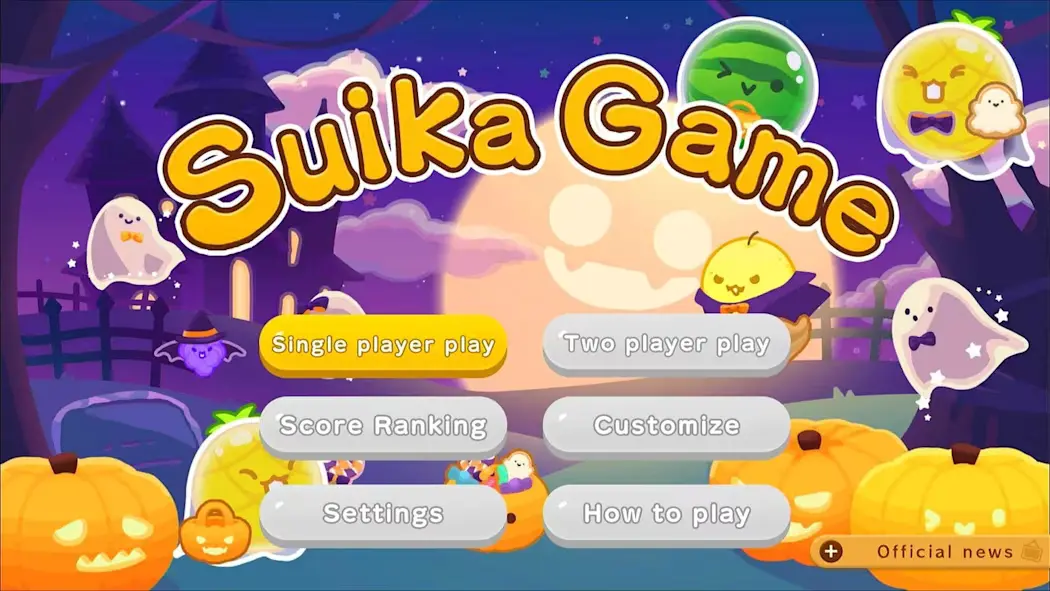 Suika Game
Single player play
Two player play
Score Ranking
Customize
Settings
How to play
Official news